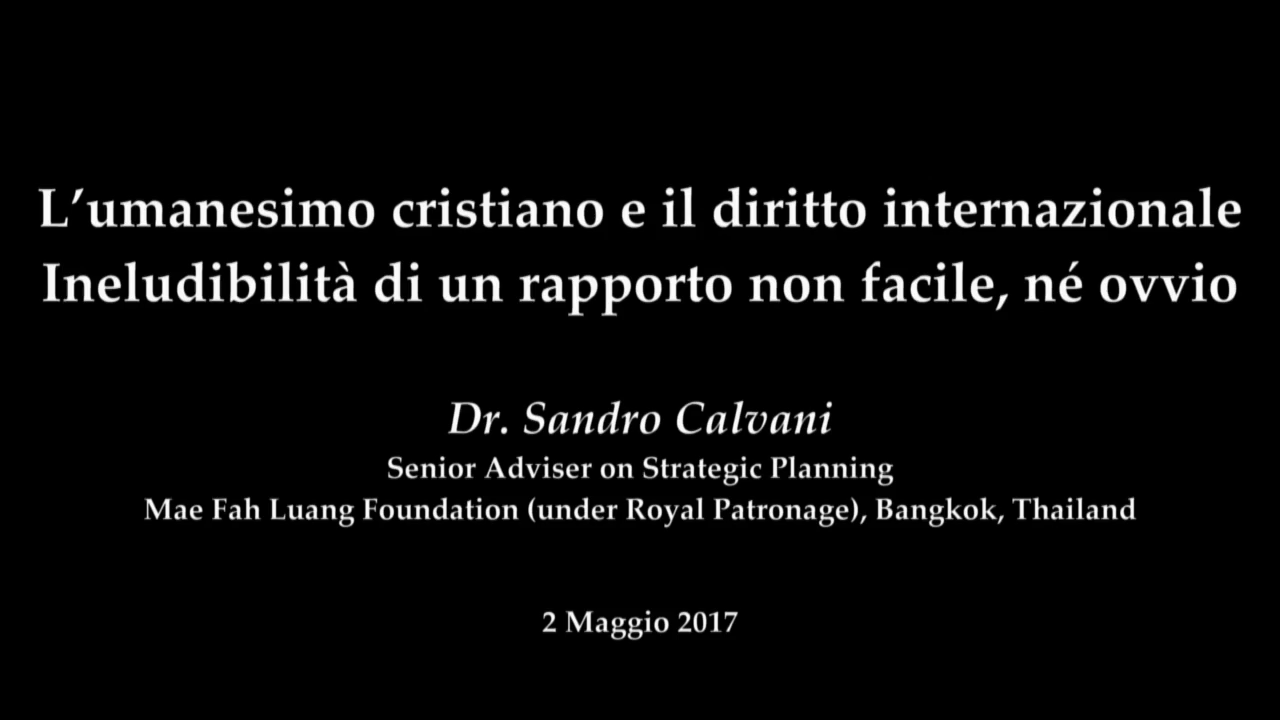 L’umanesimo cristiano e il diritto internazionale
Ineludibilità di un rapporto non facile, né ovvio
Dr. Sandro Calvani
Senior Adviser on Strategic Planning
Mae Fah Luang Foundation (under Royal Patronage), Bangkok, Thailand
2 Maggio 2017